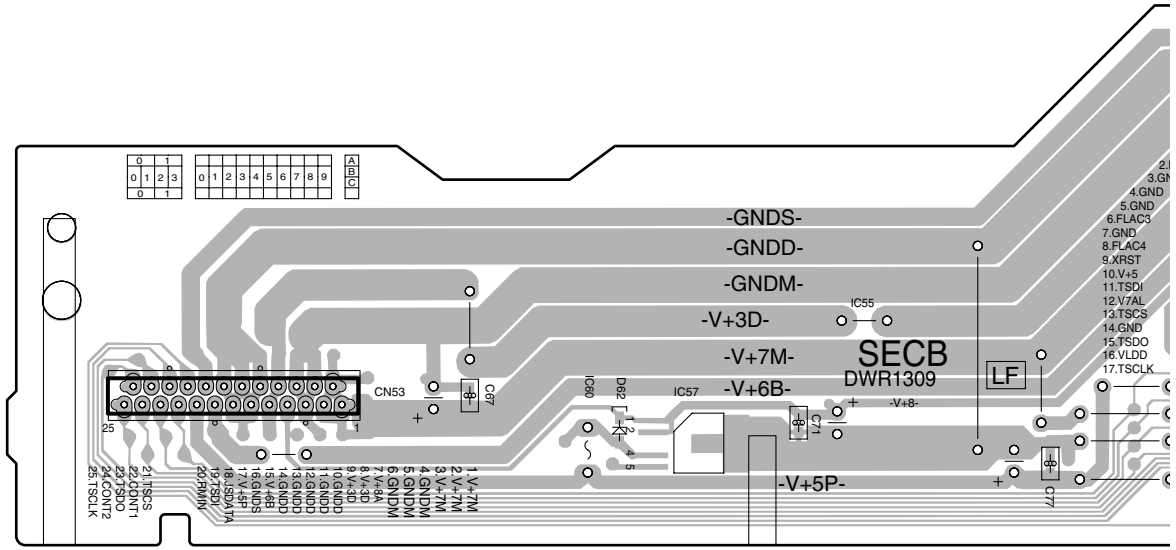 0 1
0 1 2 3
0 1
0 1 2 3 4 5 6 7 8 9
A
B
C
-GNDS-
-GNDD-
-GNDM-
-V+3D-
-V+7M-
-V+6B-
-V+8-
-V+5P-
IC55
SECB
DWR1309
LF
CN53
25
1
C67
+
IC60
D62
IC57
1
2
4
5
C71
+
C77
+
3.GN
4.GND
5.GND
6.FLAC3
7.GND
8.FLAC4
9.XRST
10.V+5
11.TSDI
12.V7AL
13.TSCS
14.GND
15.TSDO
16.VLDD
17.TSCLK
25.TSCLK
24.CONT2
23.TSDO
22.CONT1
21.TSCS
20.RMIN
19.TSDI
18.USDATA
17.V+5P
16.GNDS
15.V+6B
14.GNDD
13.GNDD
12.GNDD
11.GNDD
10.GNDD
9.V+3D
8.V+3D
7.V+8A
6.GNDM
5.GNDM
4.GNDM
3.V+7M
2.V+7M
1.V+7M